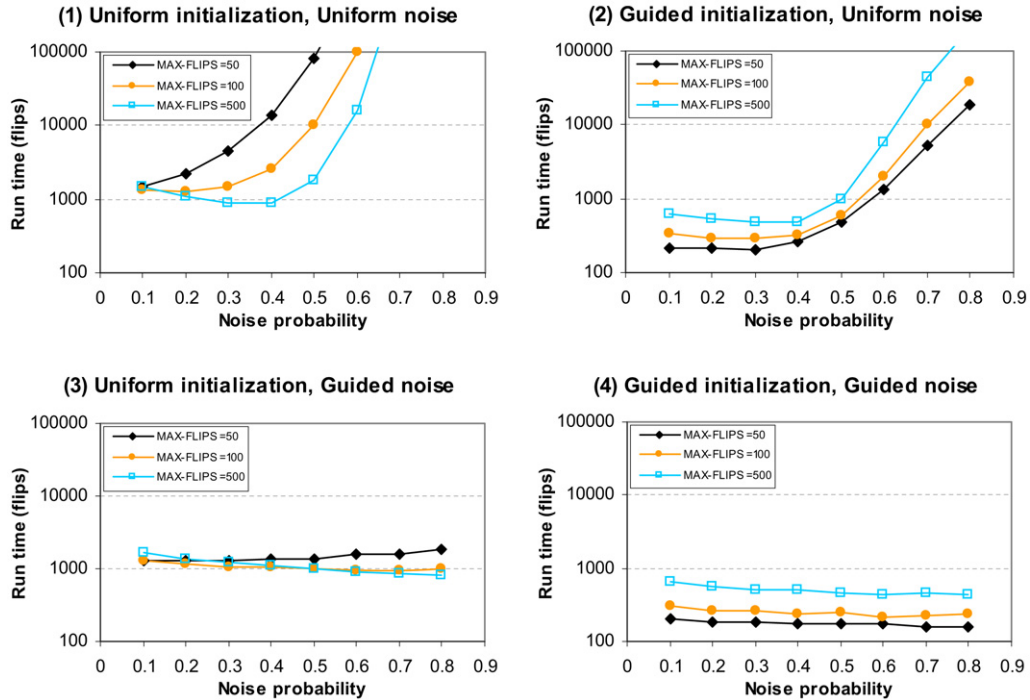 (1) Uniform initialization, Uniform noise
Run time (flips)
100000
10000
1000
100
MAX-FLIPS =50
MAX-FLIPS =100
MAX-FLIPS =500
0 0.1 0.2 0.3 0.4 0.5 0.6 0.7 0.8 0.9
Noise probability
(2) Guided initialization, Uniform noise
Run time (flips)
100000
10000
1000
100
MAX-FLIPS =50
MAX-FLIPS =100
MAX-FLIPS =500
0 0.1 0.2 0.3 0.4 0.5 0.6 0.7 0.8 0.9
Noise probability
(3) Uniform initialization, Guided noise
Run time (flips)
100000
10000
1000
100
MAX-FLIPS =50
MAX-FLIPS =100
MAX-FLIPS =500
0 0.1 0.2 0.3 0.4 0.5 0.6 0.7 0.8 0.9
Noise probability
(4) Guided initialization, Guided noise
Run time (flips)
100000
10000
1000
100
MAX-FLIPS =50
MAX-FLIPS =100
MAX-FLIPS =500
0 0.1 0.2 0.3 0.4 0.5 0.6 0.7 0.8 0.9
Noise probability